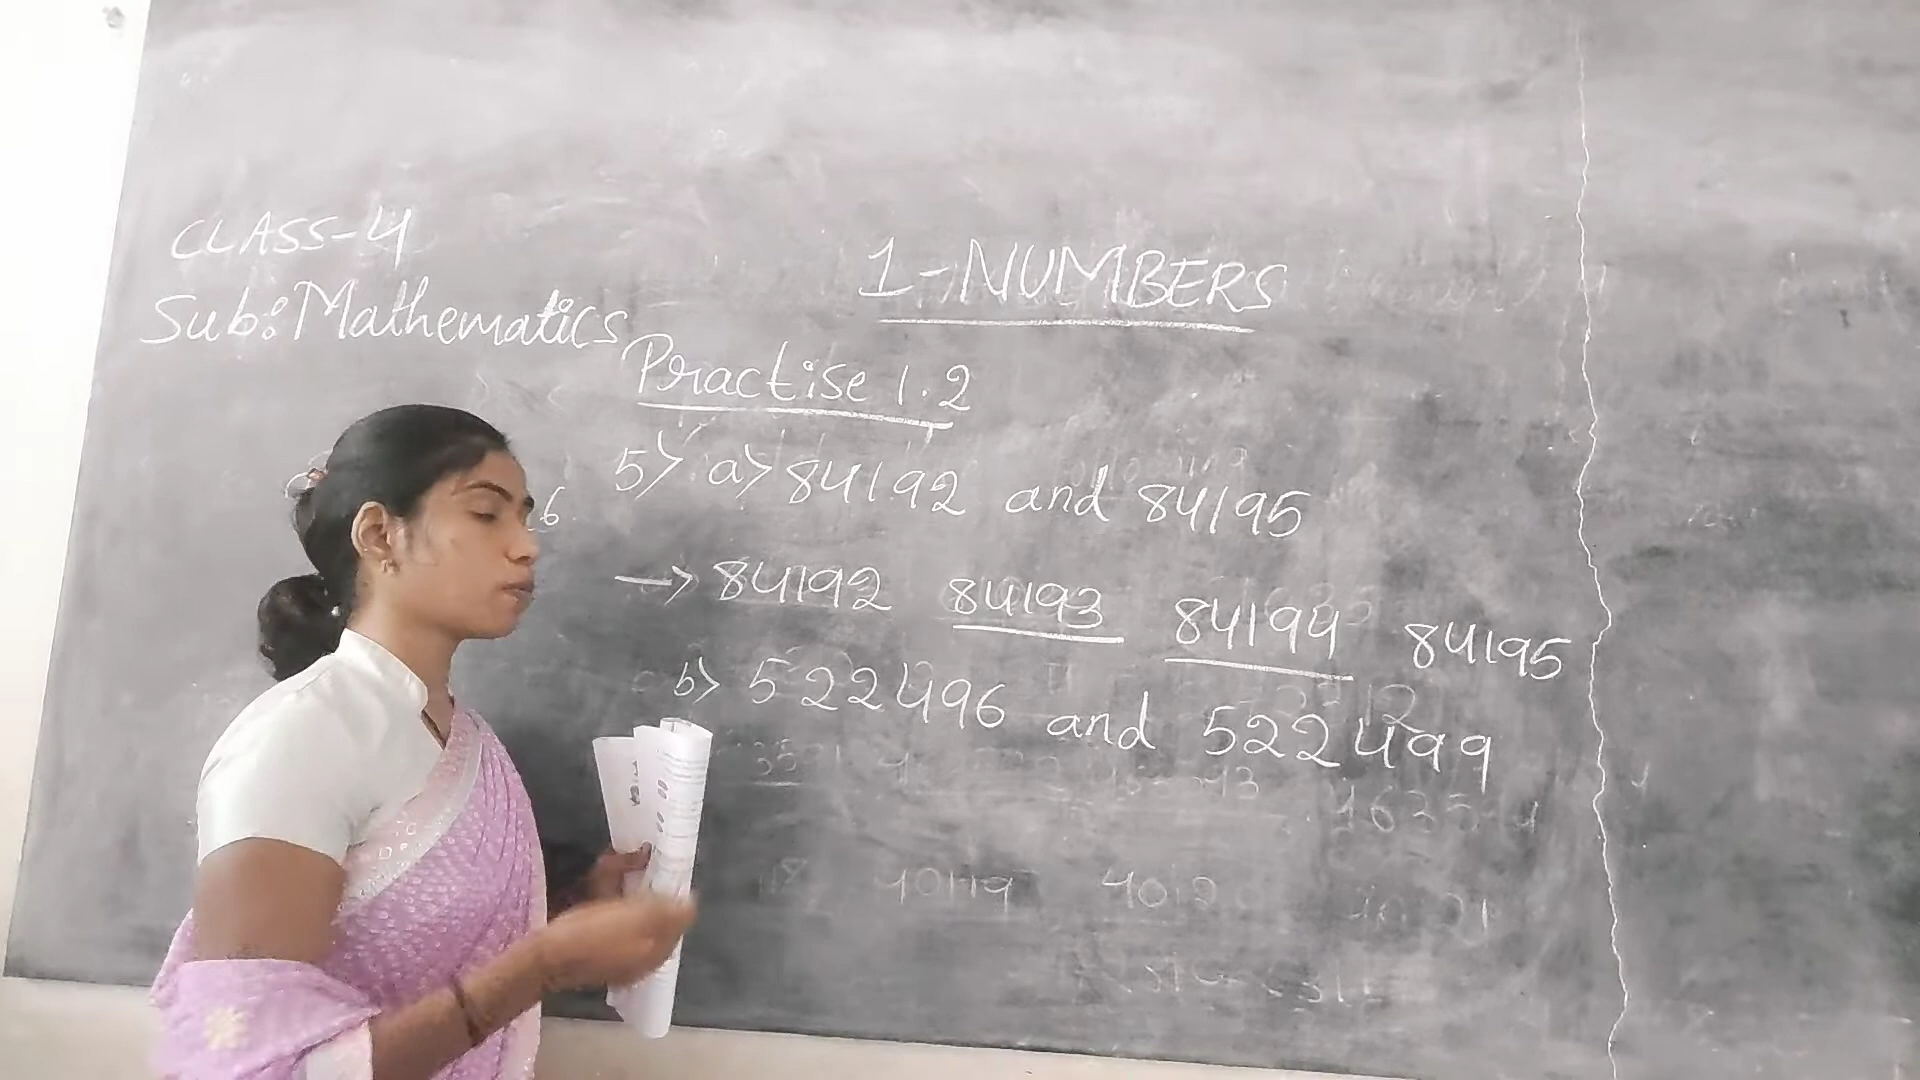 CLASS-4
Sub: Mathematics
1-NUMBERS
Practise 1.2
5> a> 84192 and 84195
→ 84192 84193 84194 84195
b> 522496 and 522499